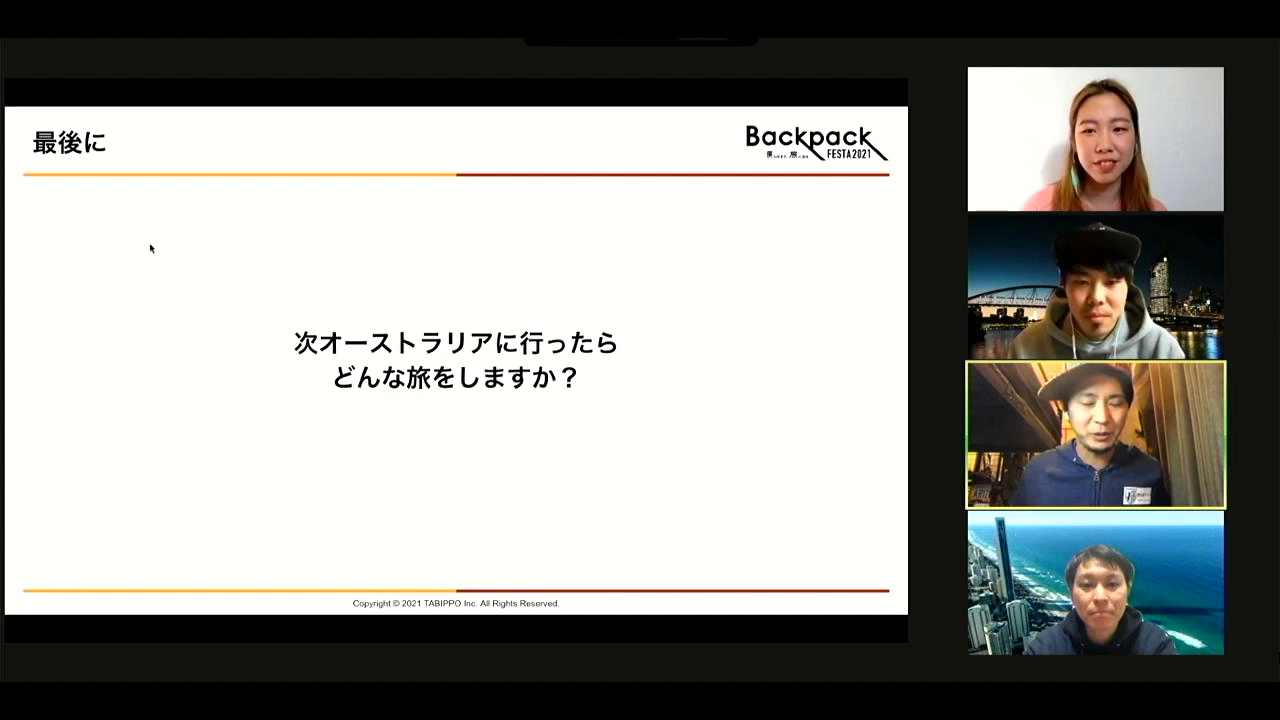 最後に
Backpack
FESTA2021
次オーストラリアに行ったら
どんな旅をしますか？
Copyright © 2021 TABIPPO Inc. All Rights Reserved.